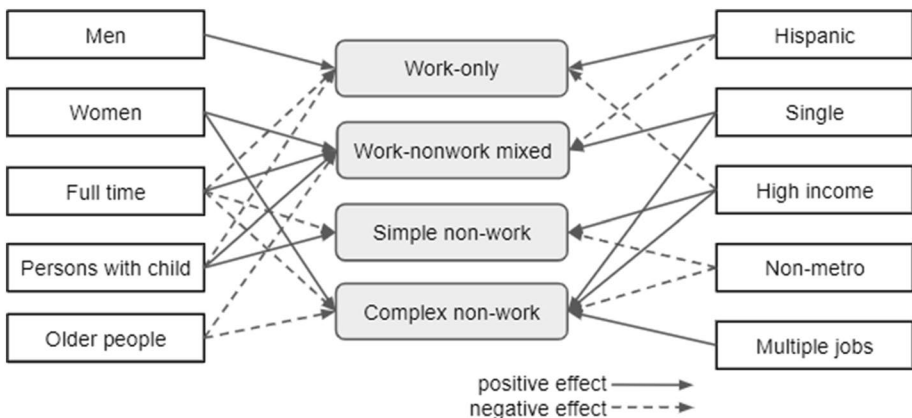 Men
Women
Full time
Persons with child
Older people
Work-only
Work-nonwork mixed
Simple non-work
Complex non-work
Hispanic
Single
High income
Non-metro
Multiple jobs
positive effect
negative effect